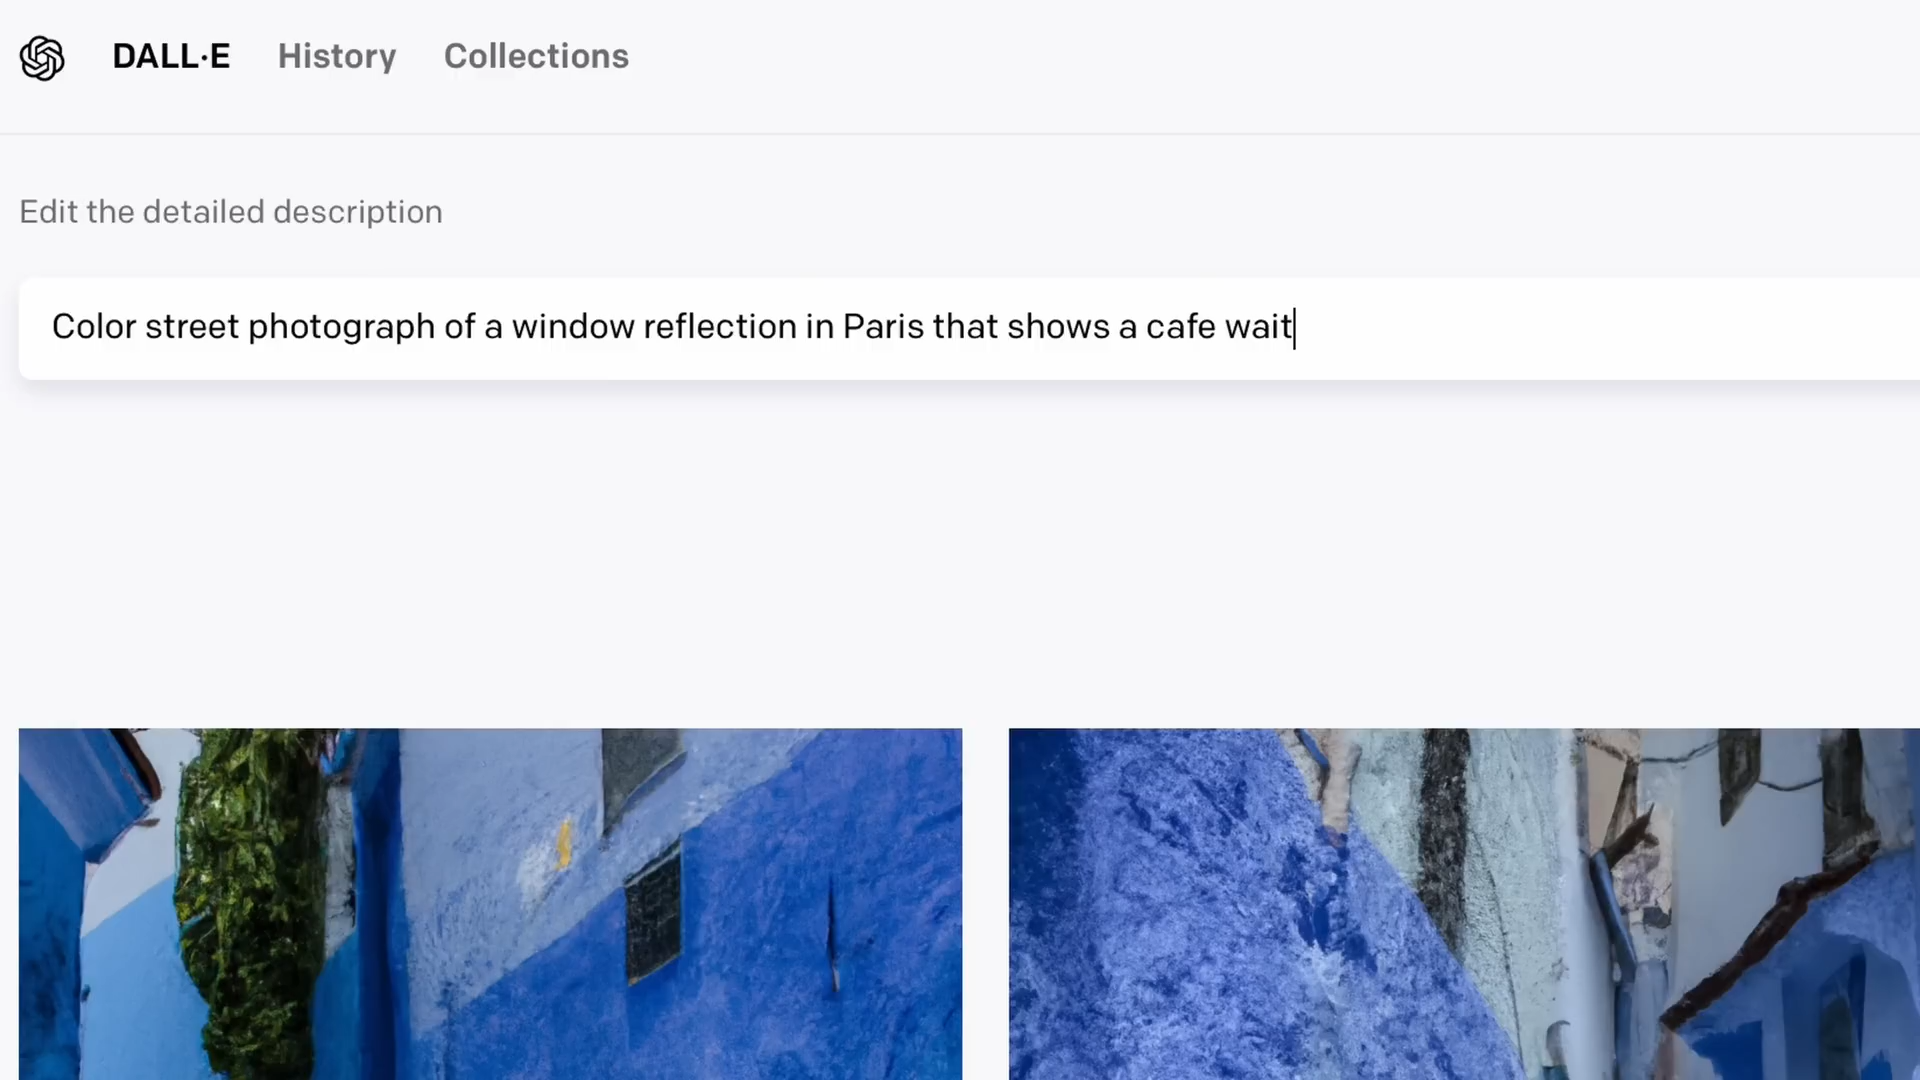 DALL·E History Collections
Edit the detailed description
Color street photograph of a window reflection in Paris that shows a cafe wait